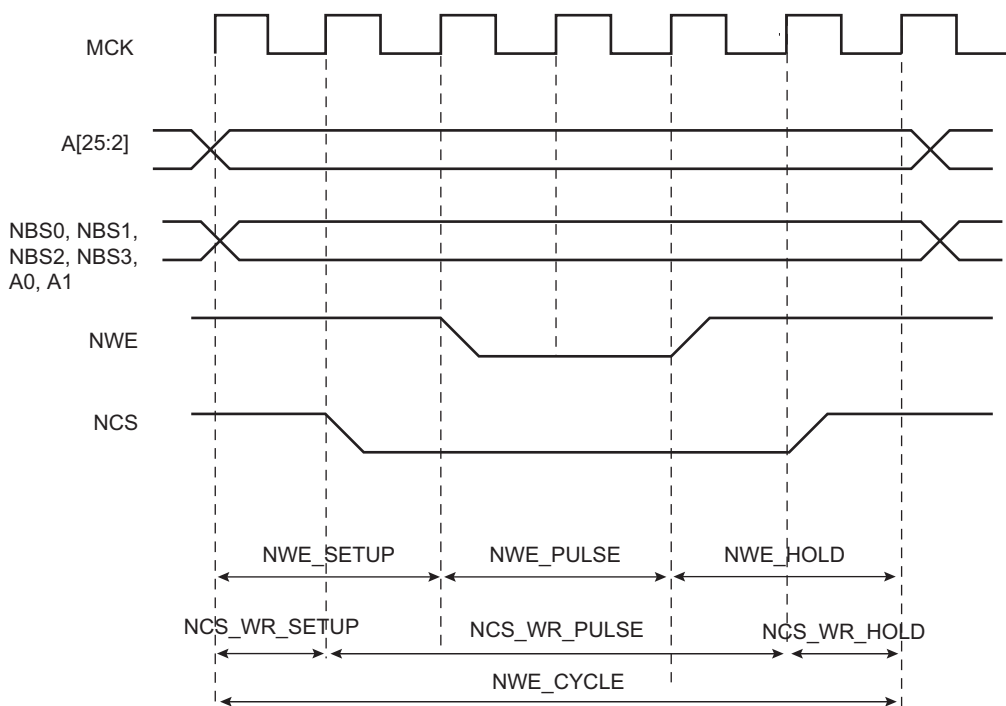 MCK
A[25:2]
NBS0, NBS1,
NBS2, NBS3,
A0, A1
NWE
NCS
NWE_SETUP
NWE_PULSE
NWE_HOLD
NCS_WR_SETUP
NCS_WR_PULSE
NCS_WR_HOLD
NWE_CYCLE